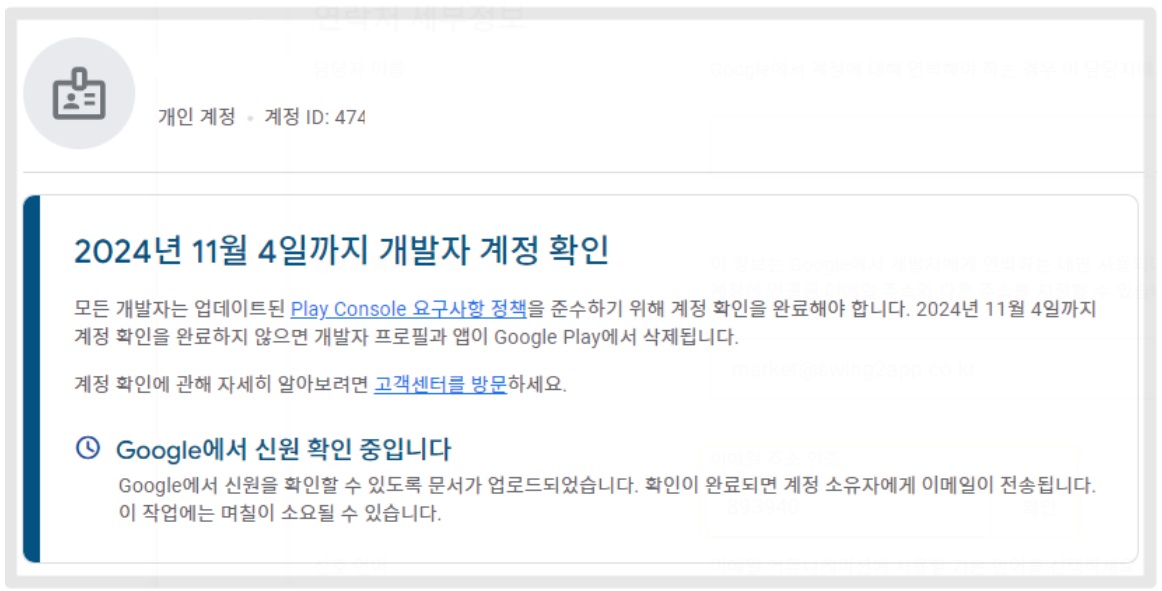 개인 계정 • 계정 ID: 474
2024년 11월 4일까지 개발자 계정 확인
모든 개발자는 업데이트된 Play Console 요구사항 정책을 준수하기 위해 계정 확인을 완료해야 합니다. 2024년 11월 4일까지
계정 확인을 완료하지 않으면 개발자 프로필과 앱이 Google Play에서 삭제됩니다.
계정 확인에 관해 자세히 알아보려면 고객센터를 방문하세요.
Google에서 신원 확인 중입니다
Google에서 신원을 확인할 수 있도록 문서가 업로드되었습니다. 확인이 완료되면 계정 소유자에게 이메일이 전송됩니다.
이 작업에는 며칠이 소요될 수 있습니다.